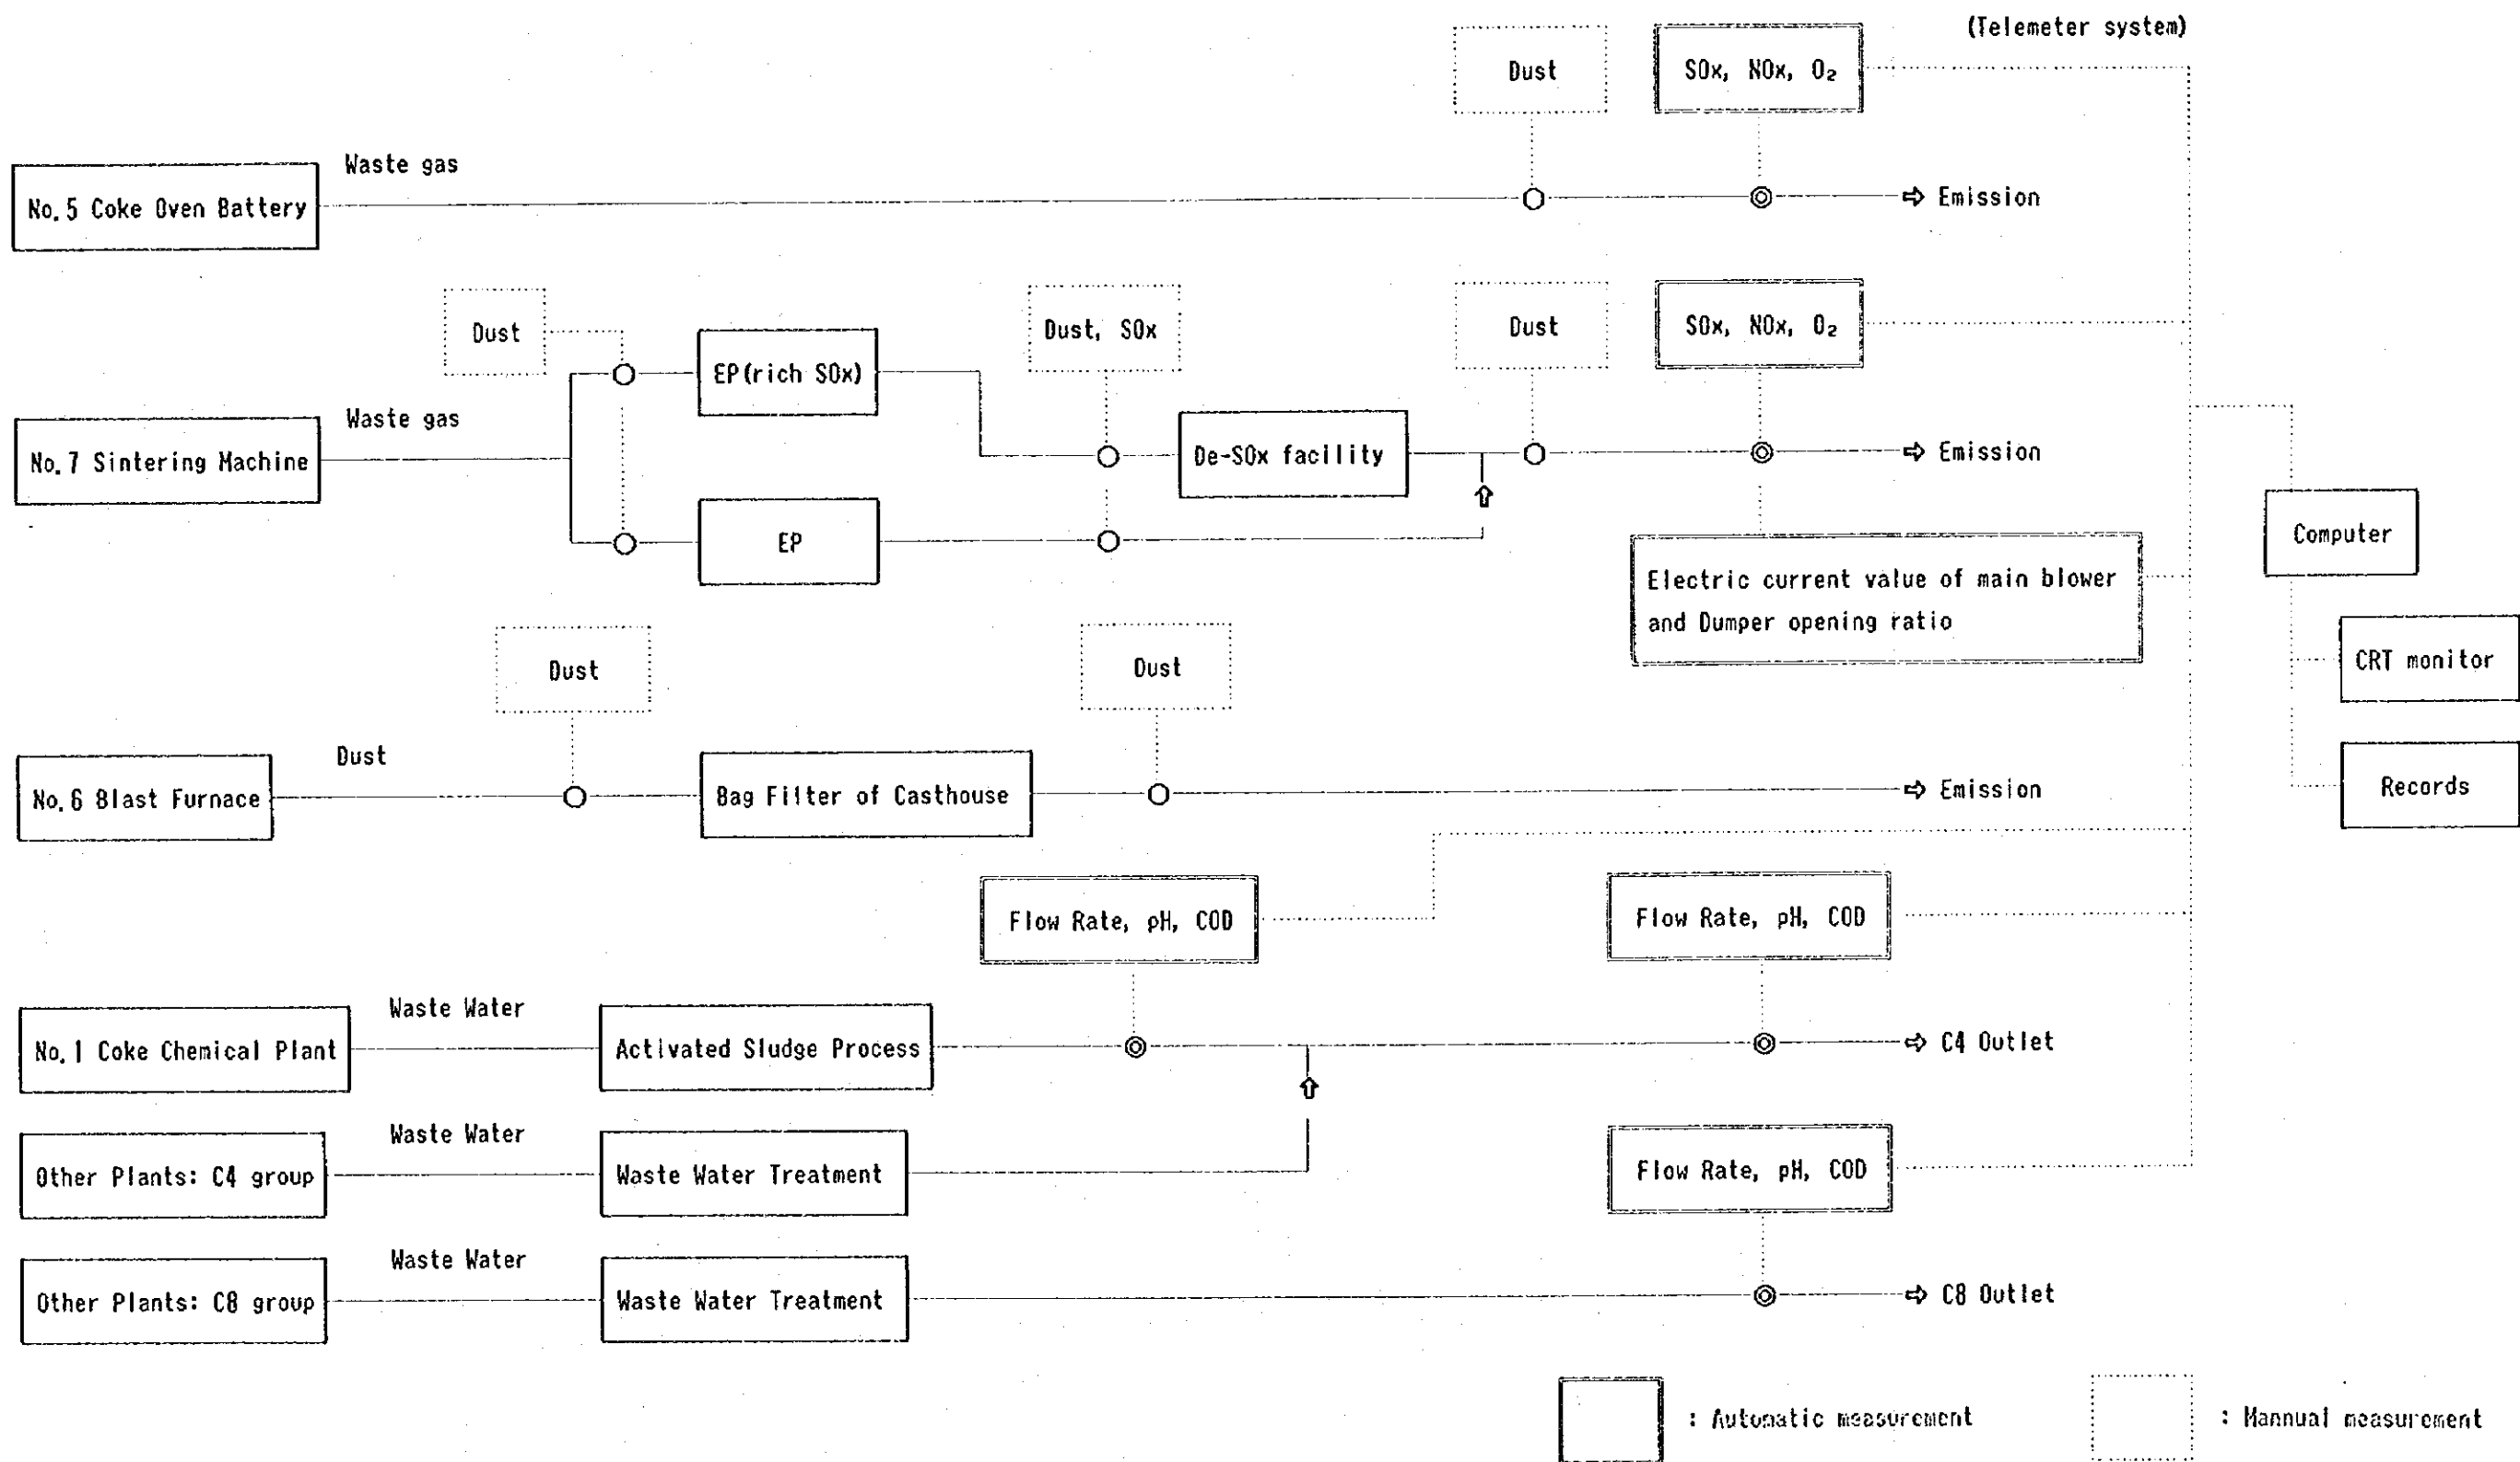 (Telemeter system)
Dust
SOx, NOx, O₂
Waste gas
No. 5 Coke Oven Battery
Emission
Dust
Dust, SOx
Dust
SOx, NOx, O₂
EP(rich SOx)
Waste gas
No. 7 Sintering Machine
De-SOx facility
Emission
EP
Computer
Electric current value of main blower
and Dumper opening ratio
Dust
Dust
CRT monitor
Dust
No. 6 Blast Furnace
Bag Filter of Casthouse
Emission
Records
Flow Rate, pH, COD
Flow Rate, pH, COD
Waste Water
No. 1 Coke Chemical Plant
Activated Sludge Process
C4 Outlet
Waste Water
Other Plants: C4 group
Waste Water Treatment
Flow Rate, pH, COD
Waste Water
Other Plants: C8 group
Waste Water Treatment
C8 Outlet
: Automatic measurement
: Mannual measurement